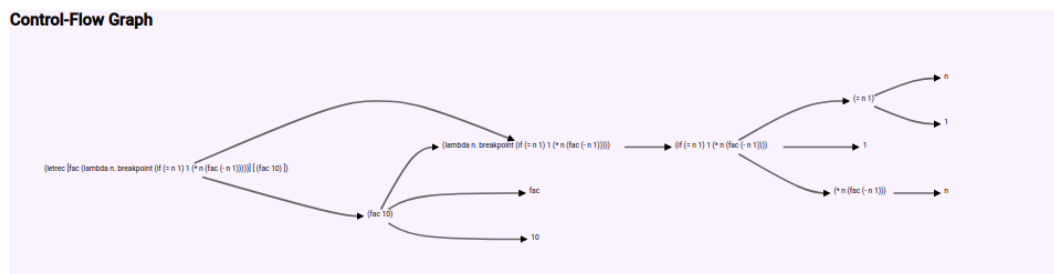 Control-Flow Graph
n
(= n 1)
1
(lambda n. breakpoint (if (= n 1) 1 (* n (fac (- n 1)))))
(if (= n 1) 1 (* n (fac (- n 1))))
1
(letrec [fac (lambda n. breakpoint (if (= n 1) 1 (* n (fac (- n 1)))))] [ (fac 10) ])
fac
(* n (fac (- n 1)))
n
(fac 10)
10